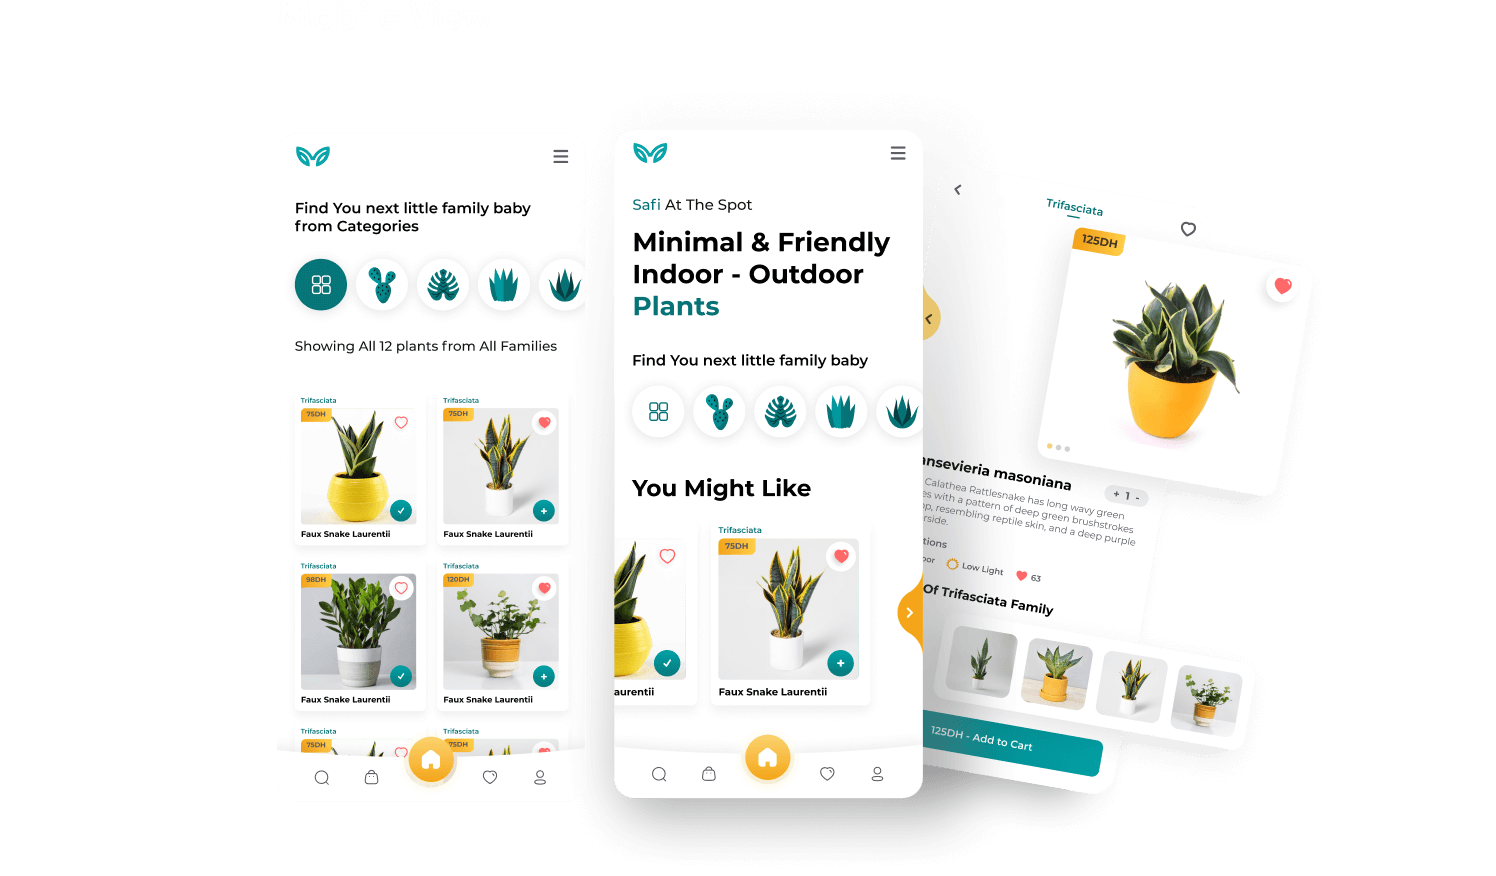 Find You next little family baby
from Categories
Showing All 12 plants from All Families
Trifasciata
75DH
Faux Snake Laurentii
Trifasciata
75DH
Faux Snake Laurentii
Trifasciata
98DH
Faux Snake Laurentii
Trifasciata
120DH
Faux Snake Laurentii
Trifasciata
75DH
Trifasciata
75DH
Safi At The Spot
Minimal & Friendly
Indoor - Outdoor
Plants
Find You next little family baby
You Might Like
aurentii
Trifasciata
75DH
Faux Snake Laurentii
Trifasciata
125DH
nsevieria masoniana
+ 1 -
Calathea Rattlesnake has long wavy green
es with a pattern of deep green brushstrokes
op, resembling reptile skin, and a deep purple
rside.
tions
oor
Low Light
63
Of Trifasciata Family
125DH - Add to Cart